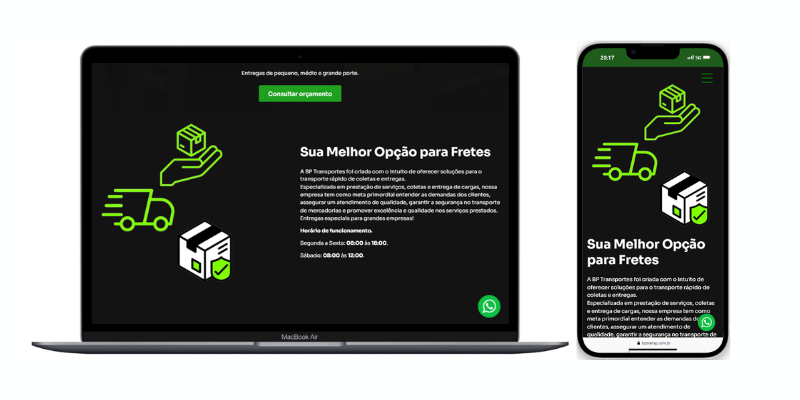 Entregas de pequeno, médio e grande porte.
Consultar orçamento
Sua Melhor Opção para Fretes
A BP Transportes foi criada com o intuito de oferecer soluções para o
transporte rápido de coletas e entregas.
Especializada em prestação de serviços, coletas e entrega de cargas, nossa
empresa tem como meta primordial entender as demandas dos clientes,
assegurar um atendimento de qualidade, garantir a segurança no transporte
de mercadorias e promover excelência e qualidade nos serviços prestados.
Entregas especiais para grandes empresas!
Horário de funcionamento.
Segunda a Sexto: 06:00 às 18:00.
Sábado: 08:00 às 12:00.
MacBook Air
20:17
5G
Sua Melhor Opção
para Fretes
A BP Transportes foi criada com o intuito de
oferecer soluções para o transporte rápido de
coletas e entregas.
Especializada em prestação de serviços, coletas
e entrega de cargas, nossa empresa tem como
meta primordial entender as demandas do
clientes, assegurar um atendimento de
qualidade, garantir a segurança no transporte de